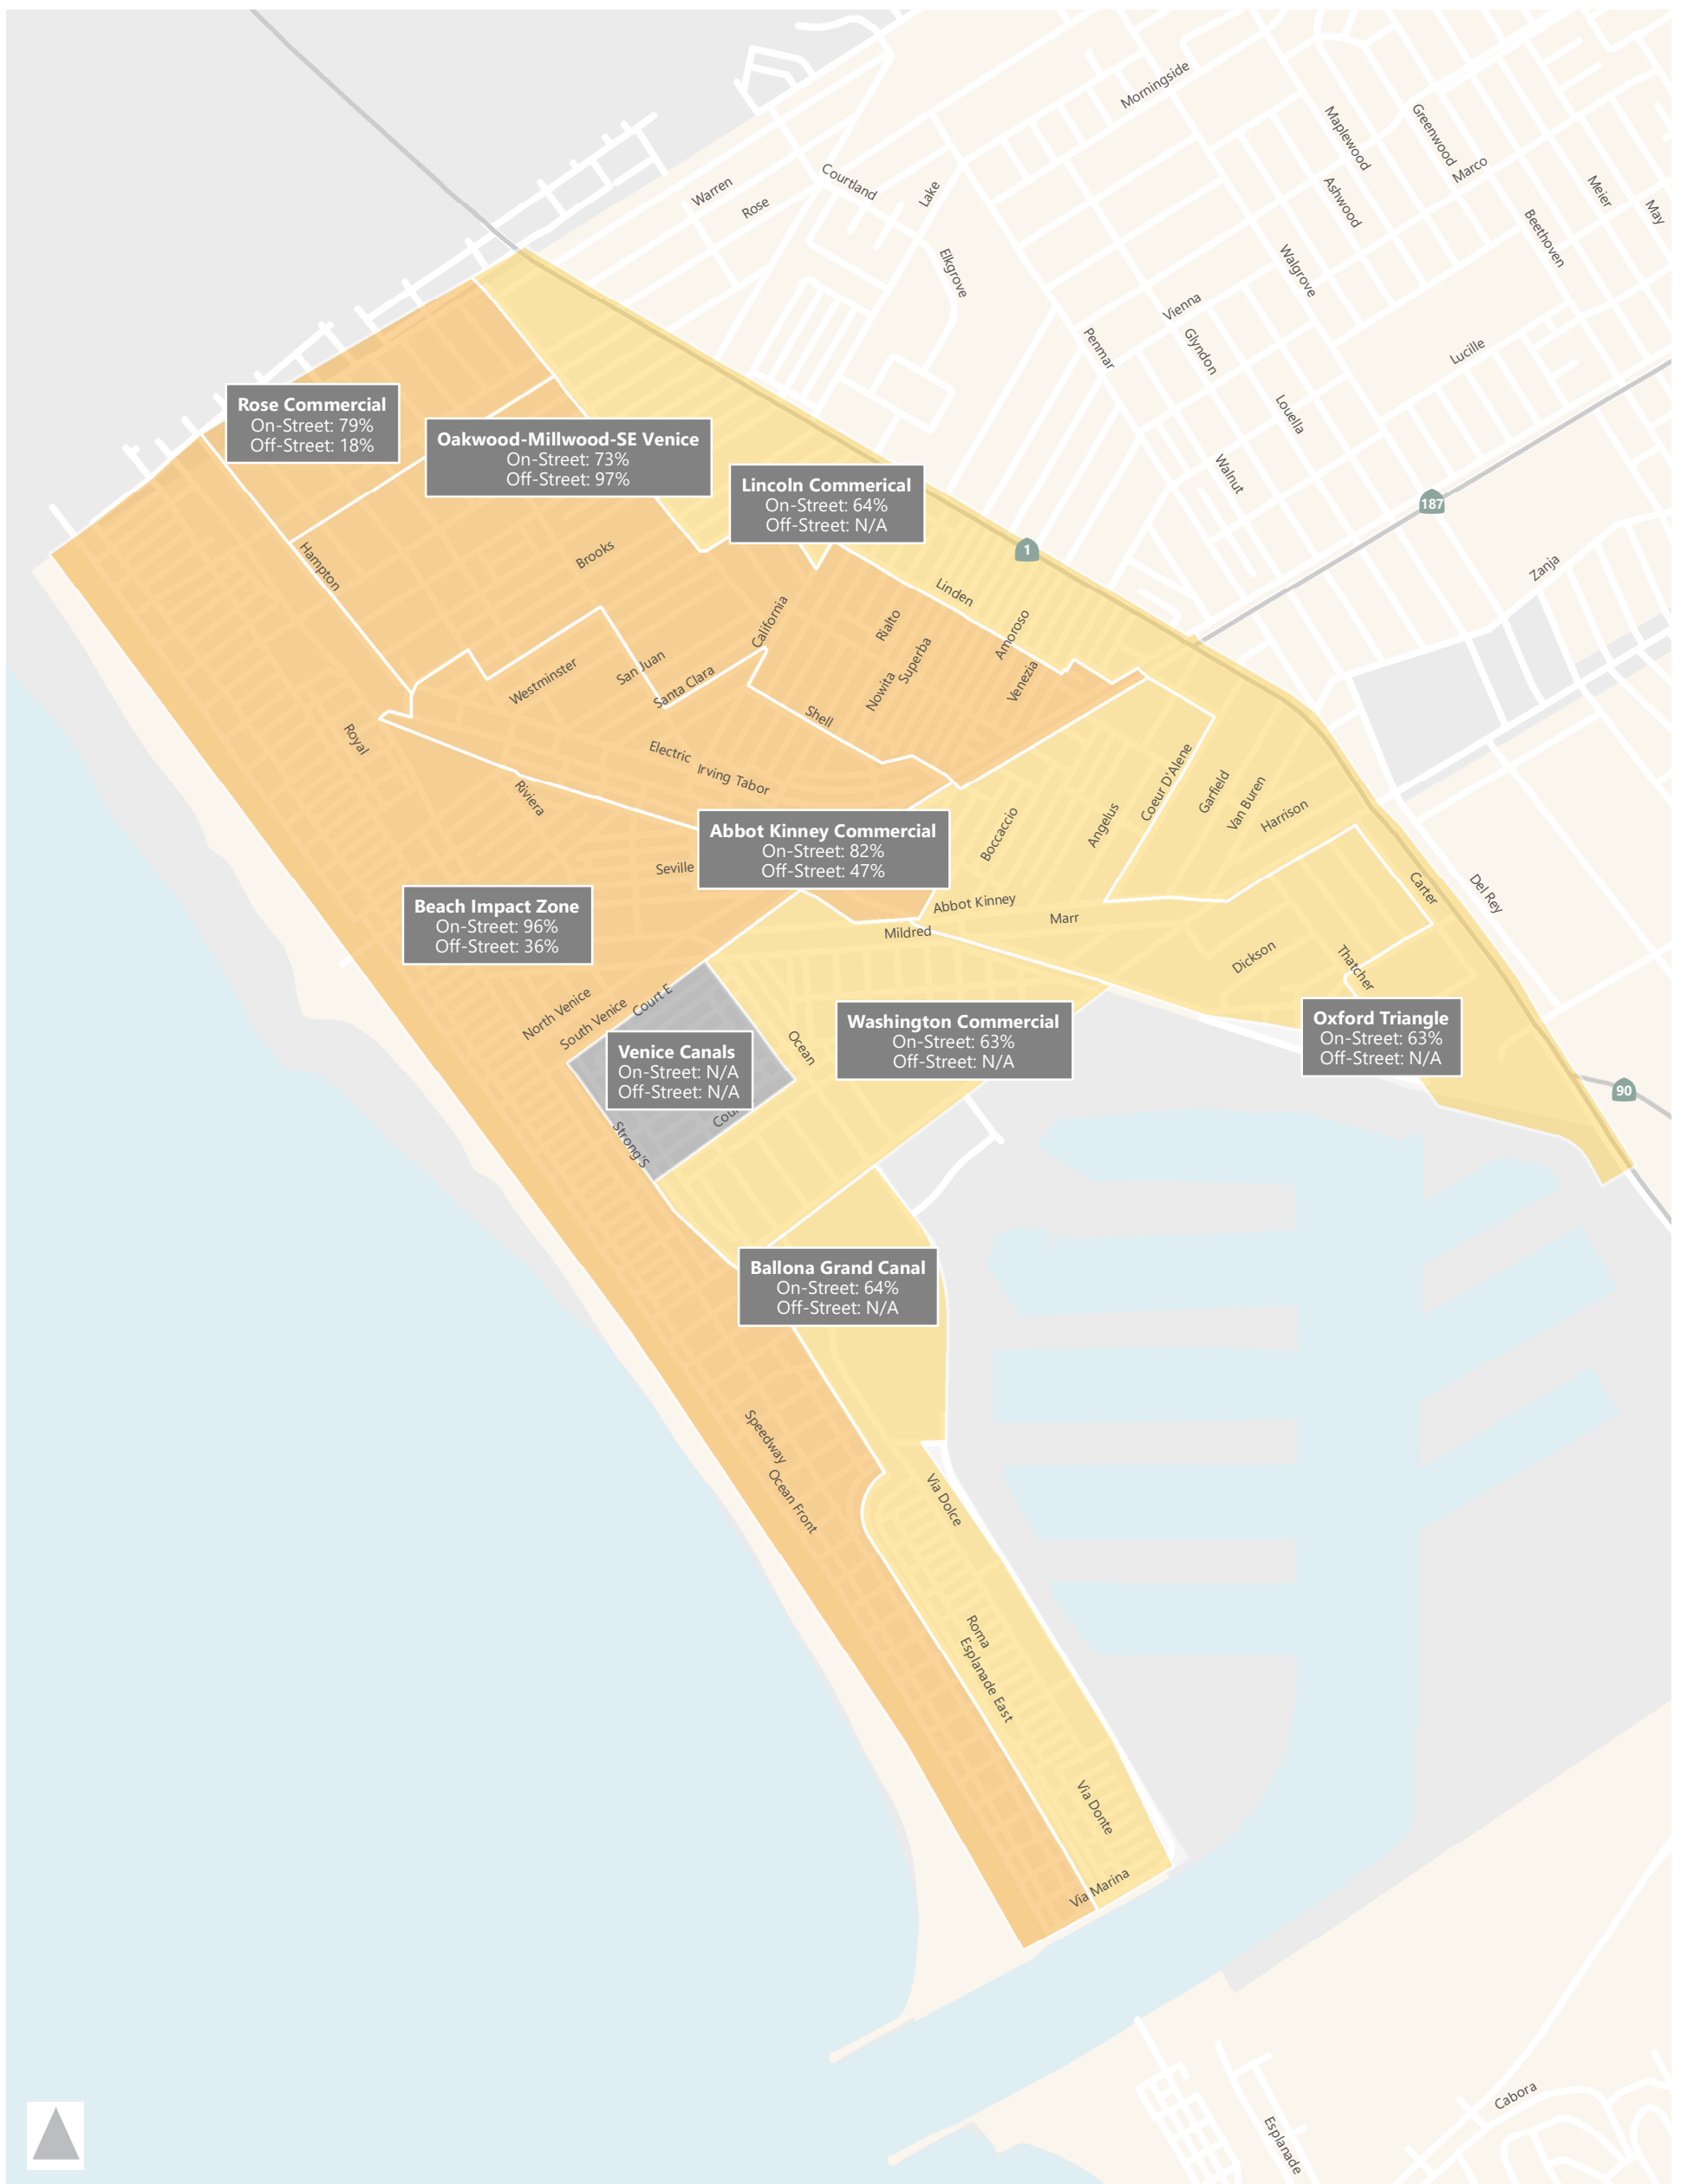 Morningside
Maplewood
Greenwood
Marco
Meier
May
Ashwood
Beethoven
Courtland
Warren
Rose
Lake
Elkgrove
Walgrove
Vienna
Glyndon
Penmar
Lucille
Louella
Walnut
187
1
Zanja
Rose Commercial
On-Street: 79%
Off-Street: 18%
Oakwood-Millwood-SE Venice
On-Street: 73%
Off-Street: 97%
Lincoln Commerical
On-Street: 64%
Off-Street: N/A
Hampton
Brooks
Linden
California
Rialto
Superba
Amoroso
Nowita
Venezia
Westminster
San Juan
Santa Clara
Shell
Royal
Electric
Irving Tabor
Riviera
Coeur D'Alene
Garfield
Van Buren
Harrison
Angelus
Boccaccio
Abbot Kinney Commercial
On-Street: 82%
Off-Street: 47%
Seville
Abbot Kinney
Marr
Mildred
Carter
Del Rey
Beach Impact Zone
On-Street: 96%
Off-Street: 36%
Dickson
Thatcher
North Venice
South Venice
Court E
Ocean
Washington Commercial
On-Street: 63%
Off-Street: N/A
Oxford Triangle
On-Street: 63%
Off-Street: N/A
Venice Canals
On-Street: N/A
Off-Street: N/A
90
Strong'S
Ballona Grand Canal
On-Street: 64%
Off-Street: N/A
Speedway
Ocean Front
Via Dolce
Roma
Esplanade East
Via Donte
Via Marina
Cabora
Esplanade